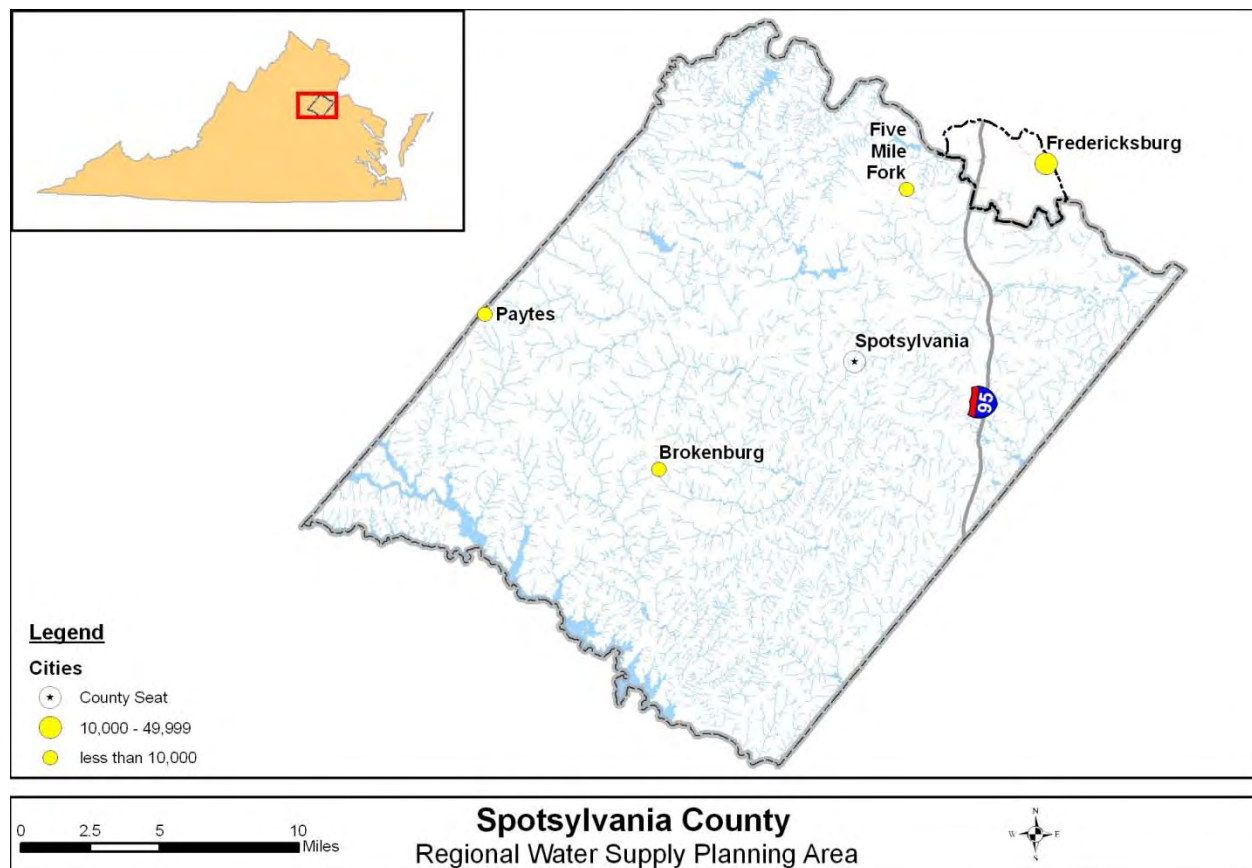 Five
Mile
Fork
Fredericksburg
Paytes
Spotsylvania
95
Brokenburg
Legend
Cities
County Seat
10,000 - 49,999
less than 10,000
0 2.5 5 10
Miles
Spotsylvania County
Regional Water Supply Planning Area
N
W E
S